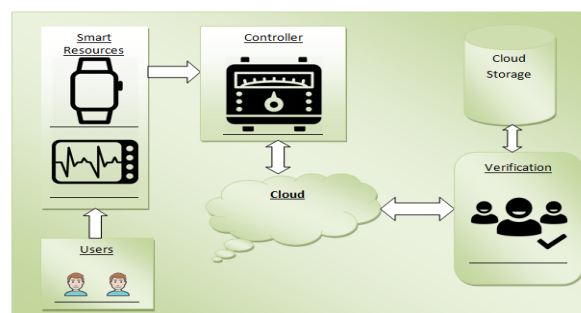 Smart
Resources
Controller
Cloud
Storage
Cloud
Verification
Users